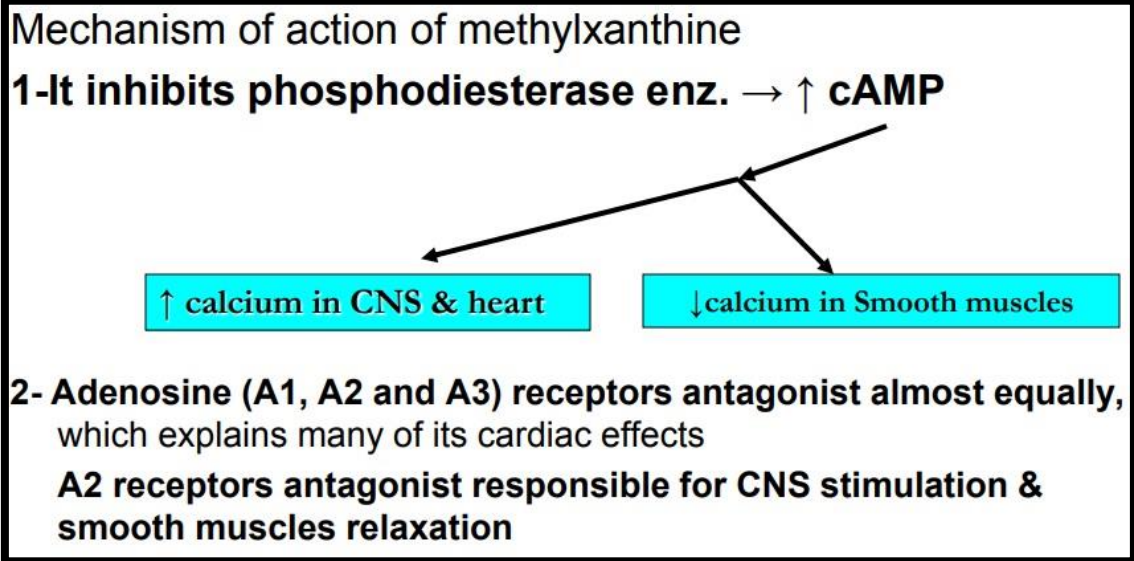 Mechanism of action of methylxanthine
1-It inhibits phosphodiesterase enz. → ↑ cAMP
↑ calcium in CNS & heart
↓calcium in Smooth muscles
2- Adenosine (A1, A2 and A3) receptors antagonist almost equally,
which explains many of its cardiac effects
A2 receptors antagonist responsible for CNS stimulation &
smooth muscles relaxation